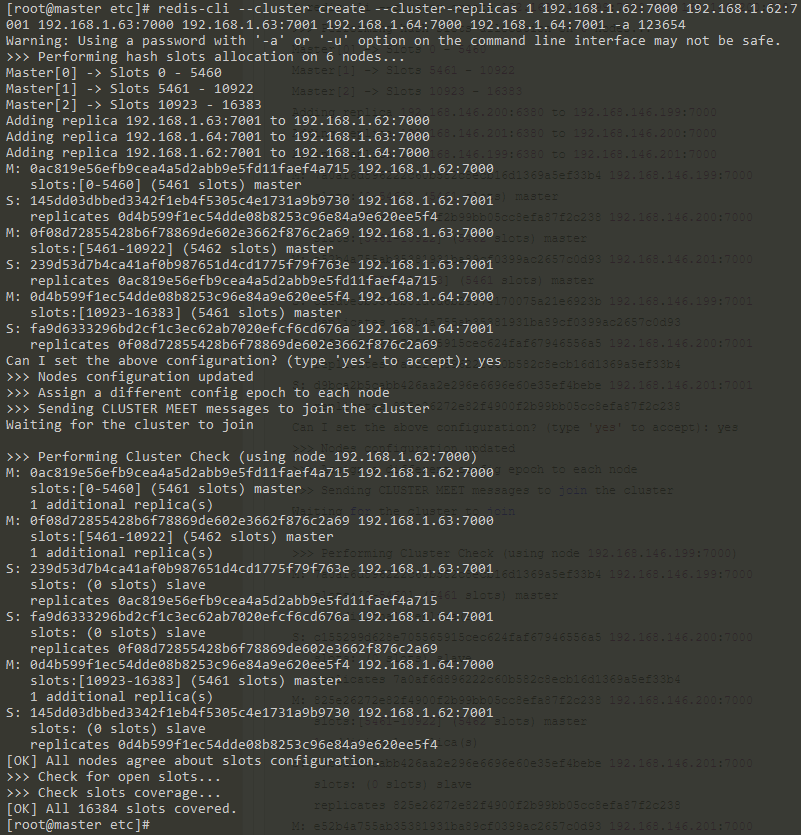 [root@master etc]# redis-cli --cluster create --cluster-replicas 1 192.168.1.62:7000 192.168.1.62:7
001 192.168.1.63:7000 192.168.1.63:7001 192.168.1.64:7000 192.168.1.64:7001 -a 123654
Warning: Using a password with '-a' or '-u' option on the command line interface may not be safe.
>>> Performing hash slots allocation on 6 nodes...
Master[0] -> Slots 0 - 5460
Master[1] -> Slots 5461 - 10922
Master[2] -> Slots 10923 - 16383
Adding replica 192.168.1.63:7001 to 192.168.1.62:7000
Adding replica 192.168.1.64:7001 to 192.168.1.63:7000
Adding replica 192.168.1.62:7001 to 192.168.1.64:7000
M: 0ac819e56efb9cea4a5d2abb9e5fd11faef4a715 192.168.1.62:7000
slots:[0-5460] (5461 slots) master
S: 145dd03dbbed3342f1eb4f5305c4e1731a9b9730 192.168.1.62:7001
replicates 0d4b599f1ec54dde08b8253c96e84a9e620ee5f4
M: 0f08d72855428b6f78869de602e3662f876c2a69 192.168.1.63:7000
slots:[5461-10922] (5462 slots) master
S: 239d53d7b4ca41af0b987651d4cd1775f79f763e 192.168.1.63:7001
replicates 0ac819e56efb9cea4a5d2abb9e5fd11faef4a715
M: 0d4b599f1ec54dde08b8253c96e84a9e620ee5f4 192.168.1.64:7000
slots:[10923-16383] (5461 slots) master
S: fa9d6333296bd2cf1c3ec62ab7020efcf6cd676a 192.168.1.64:7001
replicates 0f08d72855428b6f78869de602e3662f876c2a69
Can I set the above configuration? (type 'yes' to accept): yes
>>> Nodes configuration updated
>>> Assign a different config epoch to each node
>>> Sending CLUSTER MEET messages to join the cluster
Waiting for the cluster to join
>>> Performing Cluster Check (using node 192.168.1.62:7000)
M: 0ac819e56efb9cea4a5d2abb9e5fd11faef4a715 192.168.1.62:7000
slots:[0-5460] (5461 slots) master
1 additional replica(s)
M: 0f08d72855428b6f78869de602e3662f876c2a69 192.168.1.63:7000
slots:[5461-10922] (5462 slots) master
1 additional replica(s)
S: 239d53d7b4ca41af0b987651d4cd1775f79f763e 192.168.1.63:7001
slots: (0 slots) slave
replicates 0ac819e56efb9cea4a5d2abb9e5fd11faef4a715
S: fa9d6333296bd2cf1c3ec62ab7020efcf6cd676a 192.168.1.64:7001
slots: (0 slots) slave
replicates 0f08d72855428b6f78869de602e3662f876c2a69
M: 0d4b599f1ec54dde08b8253c96e84a9e620ee5f4 192.168.1.64:7000
slots:[10923-16383] (5461 slots) master
1 additional replica(s)
S: 145dd03dbbed3342f1eb4f5305c4e1731a9b9730 192.168.1.62:7001
slots: (0 slots) slave
replicates 0d4b599f1ec54dde08b8253c96e84a9e620ee5f4
[OK] All nodes agree about slots configuration.
>>> Check for open slots...
>>> Check slots coverage...
[OK] All 16384 slots covered.
[root@master etc]#